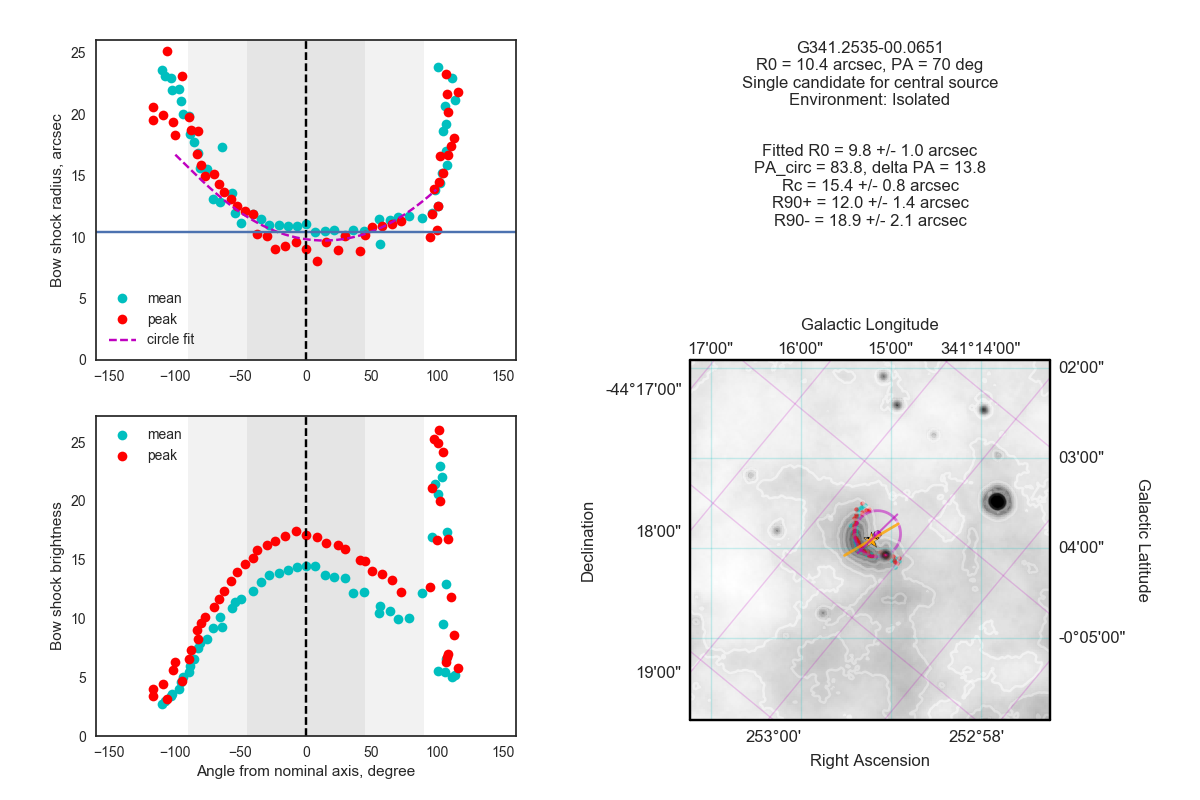 G341.2535-00.0651
R0 = 10.4 arcsec, PA = 70 deg
Single candidate for central source
Environment: Isolated
Fitted R0 = 9.8 +/- 1.0 arcsec
PA_circ = 83.8, delta PA = 13.8
Rc = 15.4 +/- 0.8 arcsec
R90+ = 12.0 +/- 1.4 arcsec
R90- = 18.9 +/- 2.1 arcsec
Bow shock radius, arcsec
25
20
15
10
5
0
mean
peak
circle fit
−150 −100 −50 0 50 100 150
Bow shock brightness
25
20
15
10
5
0
mean
peak
−150 −100 −50 0 50 100 150
Angle from nominal axis, degree
Galactic Longitude
17'00" 16'00" 15'00" 341°14'00"
-44°17'00"
18'00"
19'00"
Declination
02'00"
03'00"
04'00"
-0°05'00"
Galactic Latitude
253°00' 252°58'
Right Ascension